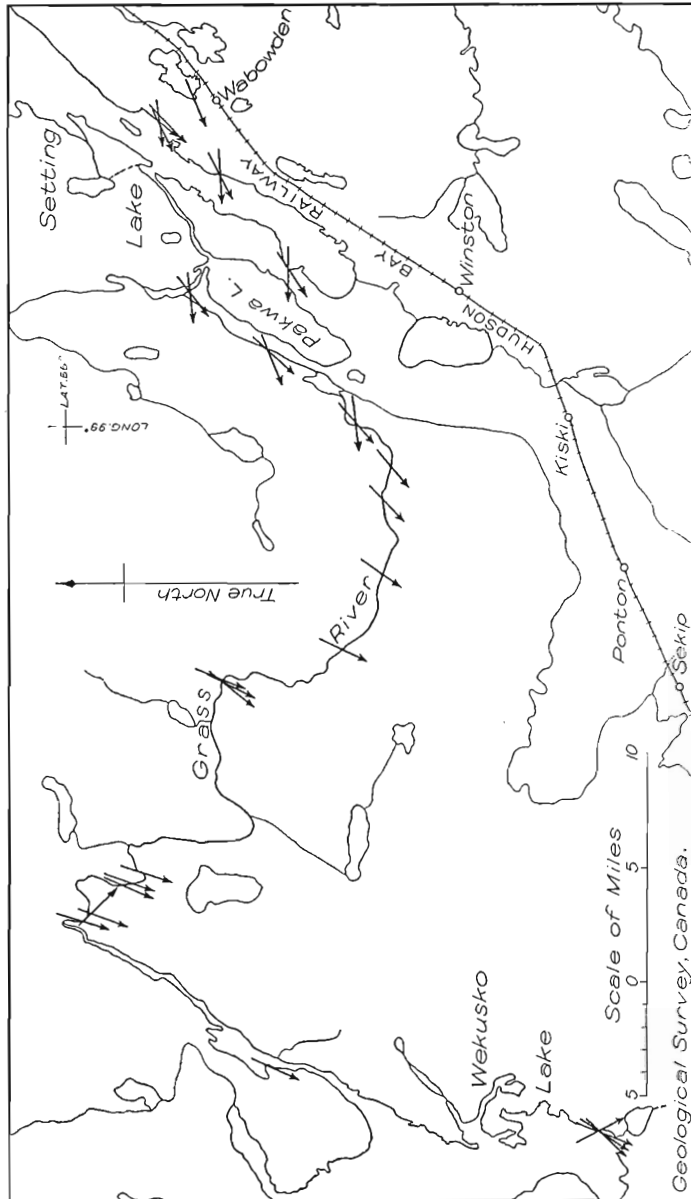 Setting
Lake
Wabowden
Pakwa L.
HUDSON BAY RAILWAY
Winston
LAT.55°
LONG.99°
True North
Kiski
Ponton
Sekip
Grass River
Wekusko
Lake
Scale of Miles
5 0 5 10
Geological Survey, Canada.